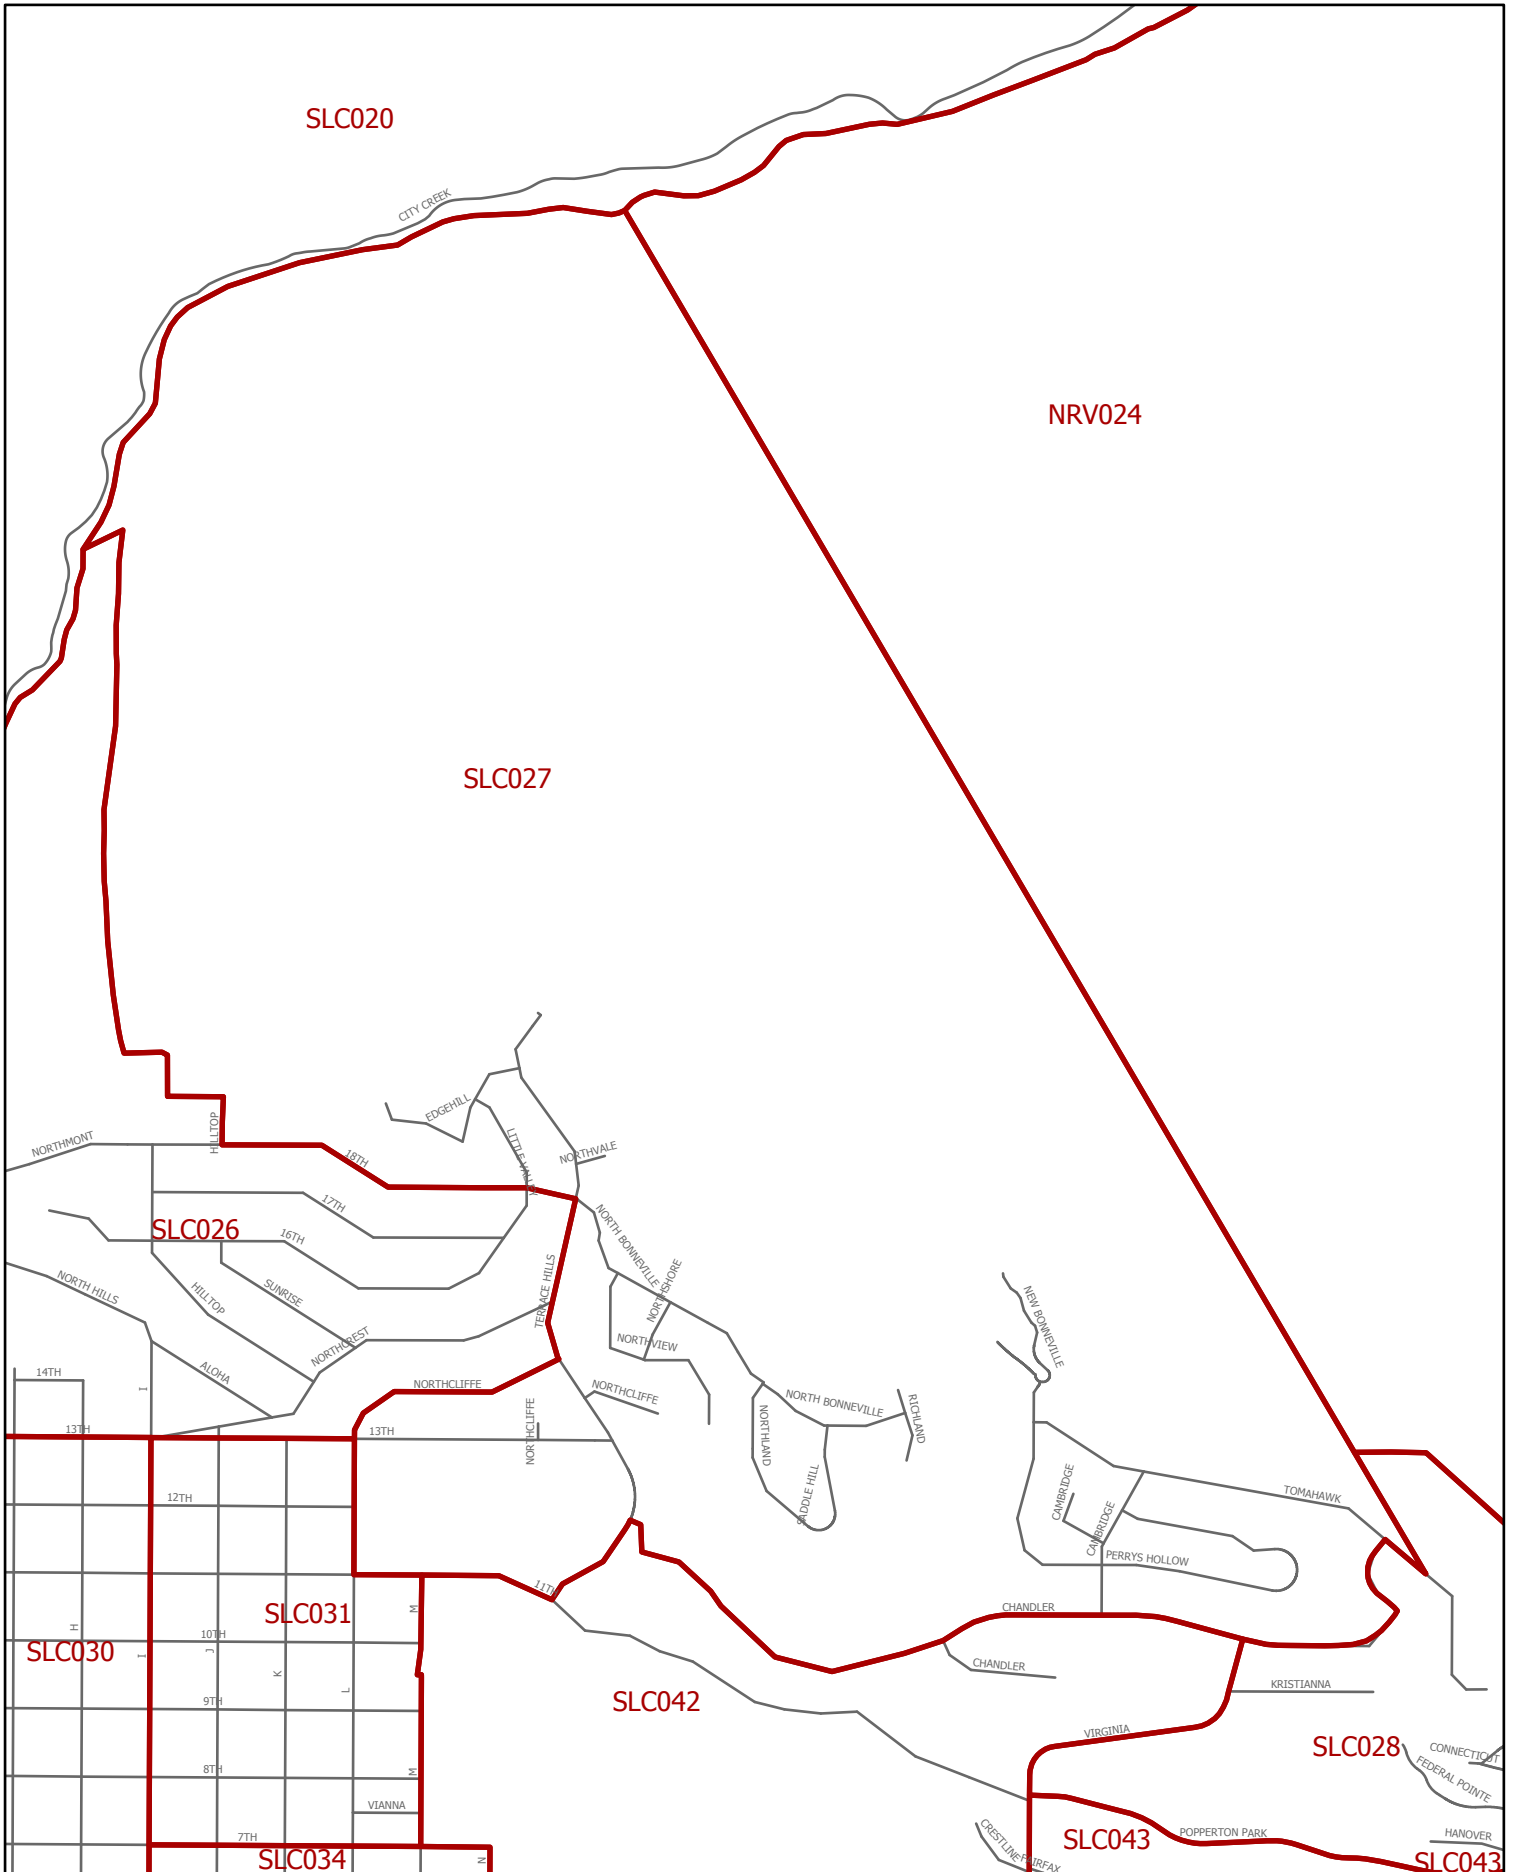 SLC020
CITY CREEK
NRV024
SLC027
EDGEHILL
HILLTOP
NORTHMONT
LITTLE VALLEY
NORTHVALE
18TH
17TH
SLC026
16TH
NORTH BONNEVILLE
NORTHSHORE
TERRACE HILLS
NORTH HILLS
HILLTOP
SUNRISE
NEW BONNEVILLE
NORTHCREST
NORTHVIEW
ALOHA
14TH
I
NORTHCLIFFE
NORTHCLIFFE
NORTH BONNEVILLE
RICHLAND
13TH
13TH
NORTHCLIFFE
NORTHLAND
SADDLE HILL
CAMBRIDGE
TOMAHAWK
12TH
CAMBRIDGE
PERRYS HOLLOW
11TH
CHANDLER
SLC031
M
H
10TH
SLC030
I
J
K
L
CHANDLER
KRISTIANNA
9TH
SLC042
VIRGINIA
SLC028
CONNECTICUT
8TH
M
FEDERAL POINTE
VIANNA
7TH
SLC034
N
CRESTLINE
FAIRFAX
SLC043
POPPERTON PARK
HANOVER
SLC043